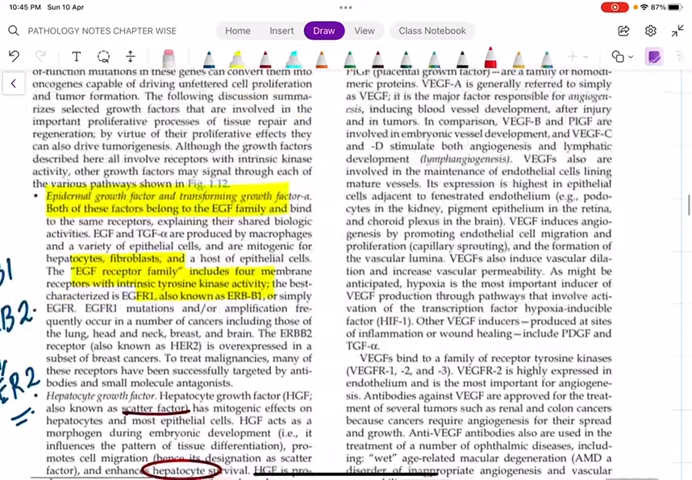 10:45 PM Sun 10 Apr
87%
PATHOLOGY NOTES CHAPTER WISE
Home Insert Draw View Class Notebook
of-function mutations in these genes can convert them into
oncogenes capable of driving unfettered cell proliferation
and tumor formation. The following discussion summa-
rizes selected growth factors that are involved in the
important proliferative processes of tissue repair and
regeneration; by virtue of their proliferative effects they
can also drive tumorigenesis. Although the growth factors
described here all involve receptors with intrinsic kinase
activity, other growth factors may signal through each of
the various pathways shown in Fig. 1.12.
• Epidermal growth factor and transforming growth factor-α.
Both of these factors belong to the EGF family and bind
to the same receptors, explaining their shared biologic
activities. EGF and TGF-α are produced by macrophages
and a variety of epithelial cells, and are mitogenic for
hepatocytes, fibroblasts, and a host of epithelial cells.
The "EGF receptor family" includes four membrane
receptors with intrinsic tyrosine kinase activity; the best-
characterized is EGFR1, also known as ERB-B1, or simply
EGFR. EGFR1 mutations and/or amplification fre-
quently occur in a number of cancers including those of
the lung, head and neck, breast, and brain. The ERBB2
receptor (also known as HER2) is overexpressed in a
subset of breast cancers. To treat malignancies, many of
these receptors have been successfully targeted by anti-
bodies and small molecule antagonists.
Hepatocyte growth factor. Hepatocyte growth factor (HGF;
also known as scatter factor) has mitogenic effects on
hepatocytes and most epithelial cells. HGF acts as a
morphogen during embryonic development (i.e., it
influences the pattern of tissue differentiation), pro-
motes cell migration (hence its designation as scatter
factor), and enhances hepatocyte survival. HGF is pro-
B1
B2.
ER2
PlGF (placental growth factor)—are a family of homodi-
meric proteins. VEGF-A is generally referred to simply
as VEGF; it is the major factor responsible for angiogen-
esis, inducing blood vessel development, after injury
and in tumors. In comparison, VEGF-B and PlGF are
involved in embryonic vessel development, and VEGF-C
and -D stimulate both angiogenesis and lymphatic
development (lymphangiogenesis). VEGFs also are
involved in the maintenance of endothelial cells lining
mature vessels. Its expression is highest in epithelial
cells adjacent to fenestrated endothelium (e.g., podo-
cytes in the kidney, pigment epithelium in the retina,
and choroid plexus in the brain). VEGF induces angio-
genesis by promoting endothelial cell migration and
proliferation (capillary sprouting), and the formation of
the vascular lumen. VEGFs also induce vascular dila-
tion and increase vascular permeability. As might be
anticipated, hypoxia is the most important inducer of
VEGF production through pathways that involve activ-
ation of the transcription factor hypoxia-inducible
factor (HIF-1). Other VEGF inducers—produced at sites
of inflammation or wound healing—include PDGF and
TGF-α.
VEGFs bind to a family of receptor tyrosine kinases
(VEGFR-1, -2, and -3). VEGFR-2 is highly expressed in
endothelium and is the most important for angiogene-
sis. Antibodies against VEGF are approved for the treat-
ment of several tumors such as renal and colon cancers
because cancers require angiogenesis for their spread
and growth. Anti-VEGF antibodies also are used in the
treatment of a number of ophthalmic diseases, includ-
ing: "wet" age-related macular degeneration (AMD a
disorder of inappropriate angiogenesis and vascular